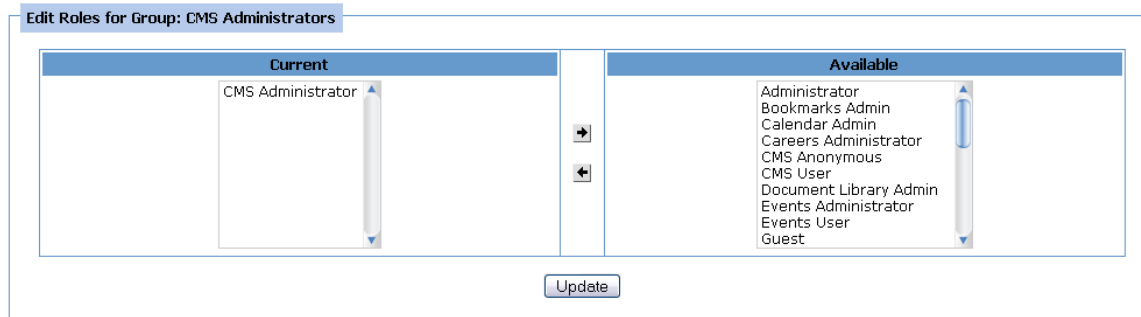 Edit Roles for Group: CMS Administrators
Current
CMS Administrator
Available
Administrator
Bookmarks Admin
Calendar Admin
Careers Administrator
CMS Anonymous
CMS User
Document Library Admin
Events Administrator
Events User
Guest
Update